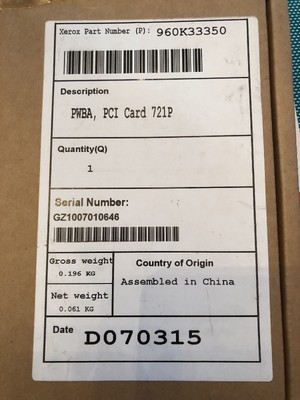 Xerox Part Number (P): 960K33350
Description
PWBA, PCI Card 721P
Quantity(Q)
1
Serial Number:
GZ1007010646
Gross weight
0.196 KG
Net weight
0.061 KG
Country of Origin
Assembled in China
Date D070315